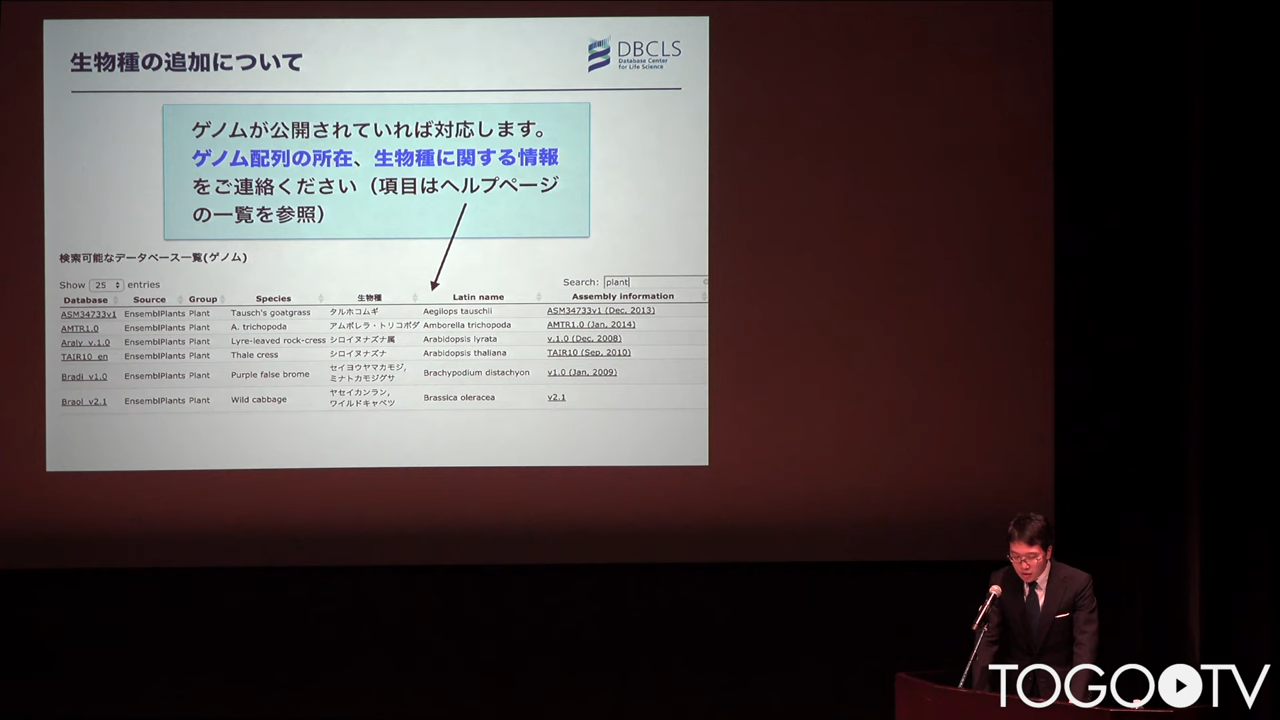 生物種の追加について
DBCLS
Database Center
for Life Science
ゲノムが公開されていれば対応します。
ゲノム配列の所在、生物種に関する情報
をご連絡ください（項目はヘルプページ
の一覧を参照）
検索可能なデータベース一覧(ゲノム)
Show 25 entries Search: plant
Database Source Group Species 生物種 Latin name Assembly information
ASM34733v1 EnsemblPlants Plant Tausch's goatgrass タルホコムギ Aegilops tauschii ASM34733v1 (Dec, 2013)
AMTR1.0 EnsemblPlants Plant A. trichopoda アムボレラ・トリコポダ Amborella trichopoda AMTR1.0 (Jan, 2014)
Araly_v.1.0 EnsemblPlants Plant Lyre-leaved rock-cress シロイヌナズナ属 Arabidopsis lyrata v.1.0 (Dec, 2008)
TAIR10_en EnsemblPlants Plant Thale cress シロイヌナズナ Arabidopsis thaliana TAIR10 (Sep, 2010)
Bradi_v1.0 EnsemblPlants Plant Purple false brome セイヨウヤマカモジ, ミナトカモジグサ Brachypodium distachyon v1.0 (Jan, 2009)
Braol_v2.1 EnsemblPlants Plant Wild cabbage ヤセイカンラン, ワイルドキャベツ Brassica oleracea v2.1
TOGO TV